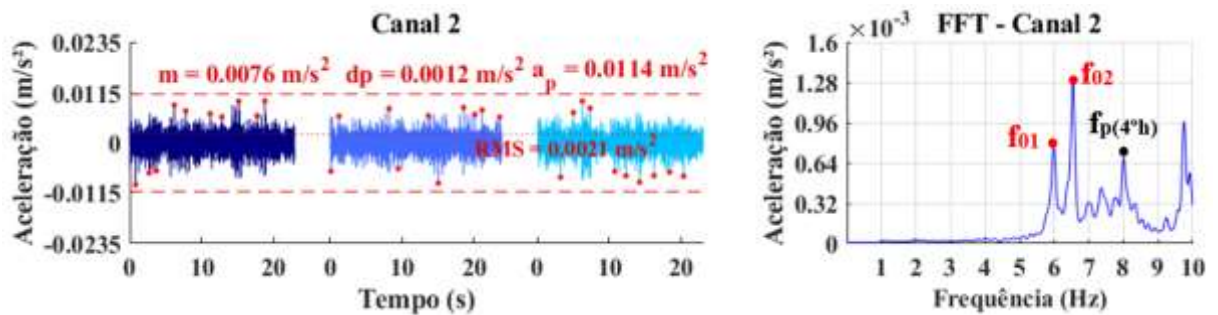 Canal 2
Aceleração (m/s²)
0.0235
0.0115
0
-0.0115
-0.0235
m = 0.0076 m/s² dp = 0.0012 m/s² aₚ = 0.0114 m/s²
RMS = 0.0021 m/s²
0 10 20 0 10 20 0 10 20
Tempo (s)
×10⁻³ FFT - Canal 2
Aceleração (m/s²)
1.6
1.28
0.96
0.64
0.32
0
f₀₁
f₀₂
fₚ₍₄ºₕ₎
1 2 3 4 5 6 7 8 9 10
Frequência (Hz)